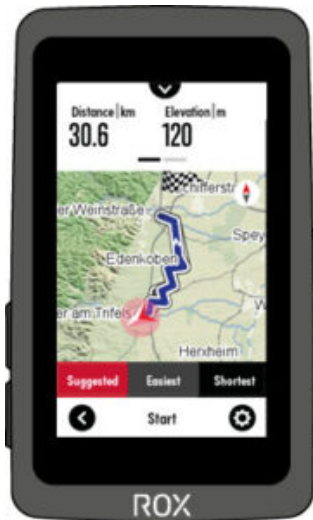 Distance|km Elevation|m
30.6 120
chifferst
er Weinstraße
Spey
Edenkoben
er am Trifels
W
Herxheim
Suggested Easiest Shortest
Start
ROX